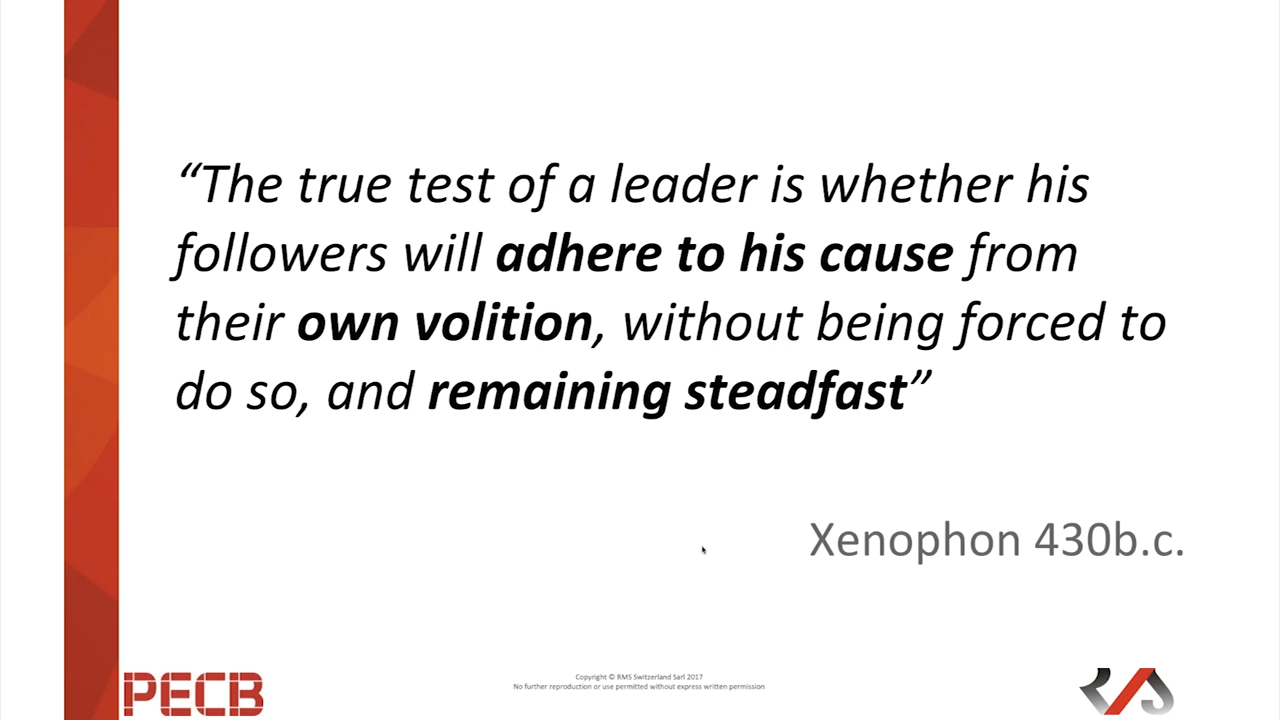 “The true test of a leader is whether his
followers will adhere to his cause from
their own volition, without being forced to
do so, and remaining steadfast”
Xenophon 430b.c.
PECB
Copyright © RMS Switzerland Sarl 2017
No further reproduction or use permitted without express written permission